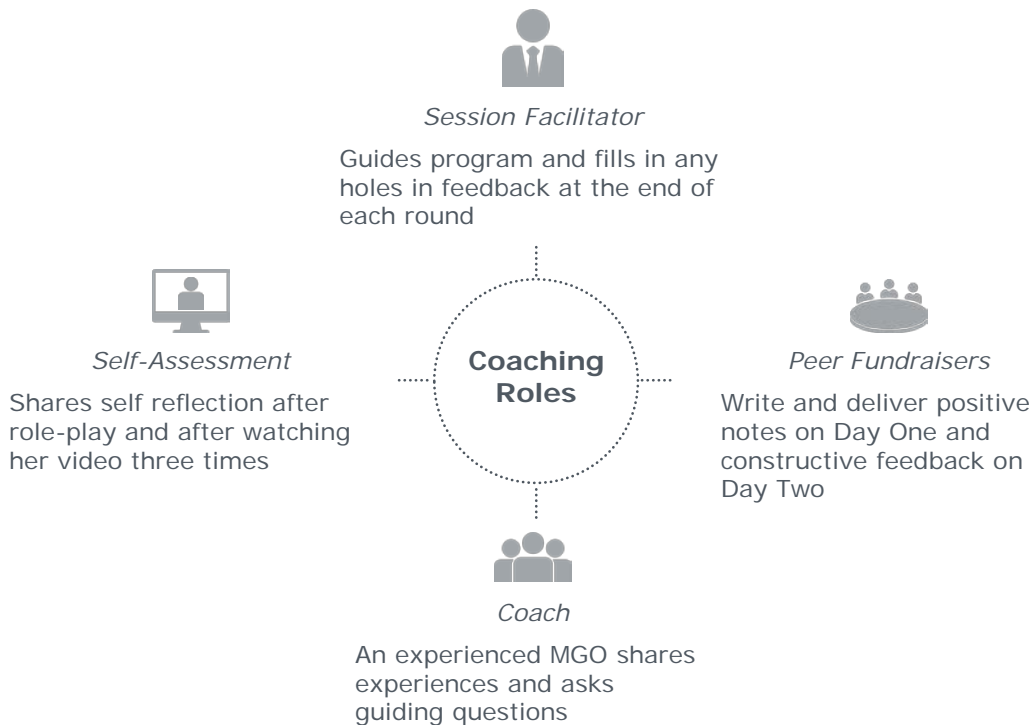 Session Facilitator
Guides program and fills in any
holes in feedback at the end of
each round
Self-Assessment
Shares self reflection after
role-play and after watching
her video three times
Coaching
Roles
Peer Fundraisers
Write and deliver positive
notes on Day One and
constructive feedback on
Day Two
Coach
An experienced MGO shares
experiences and asks
guiding questions